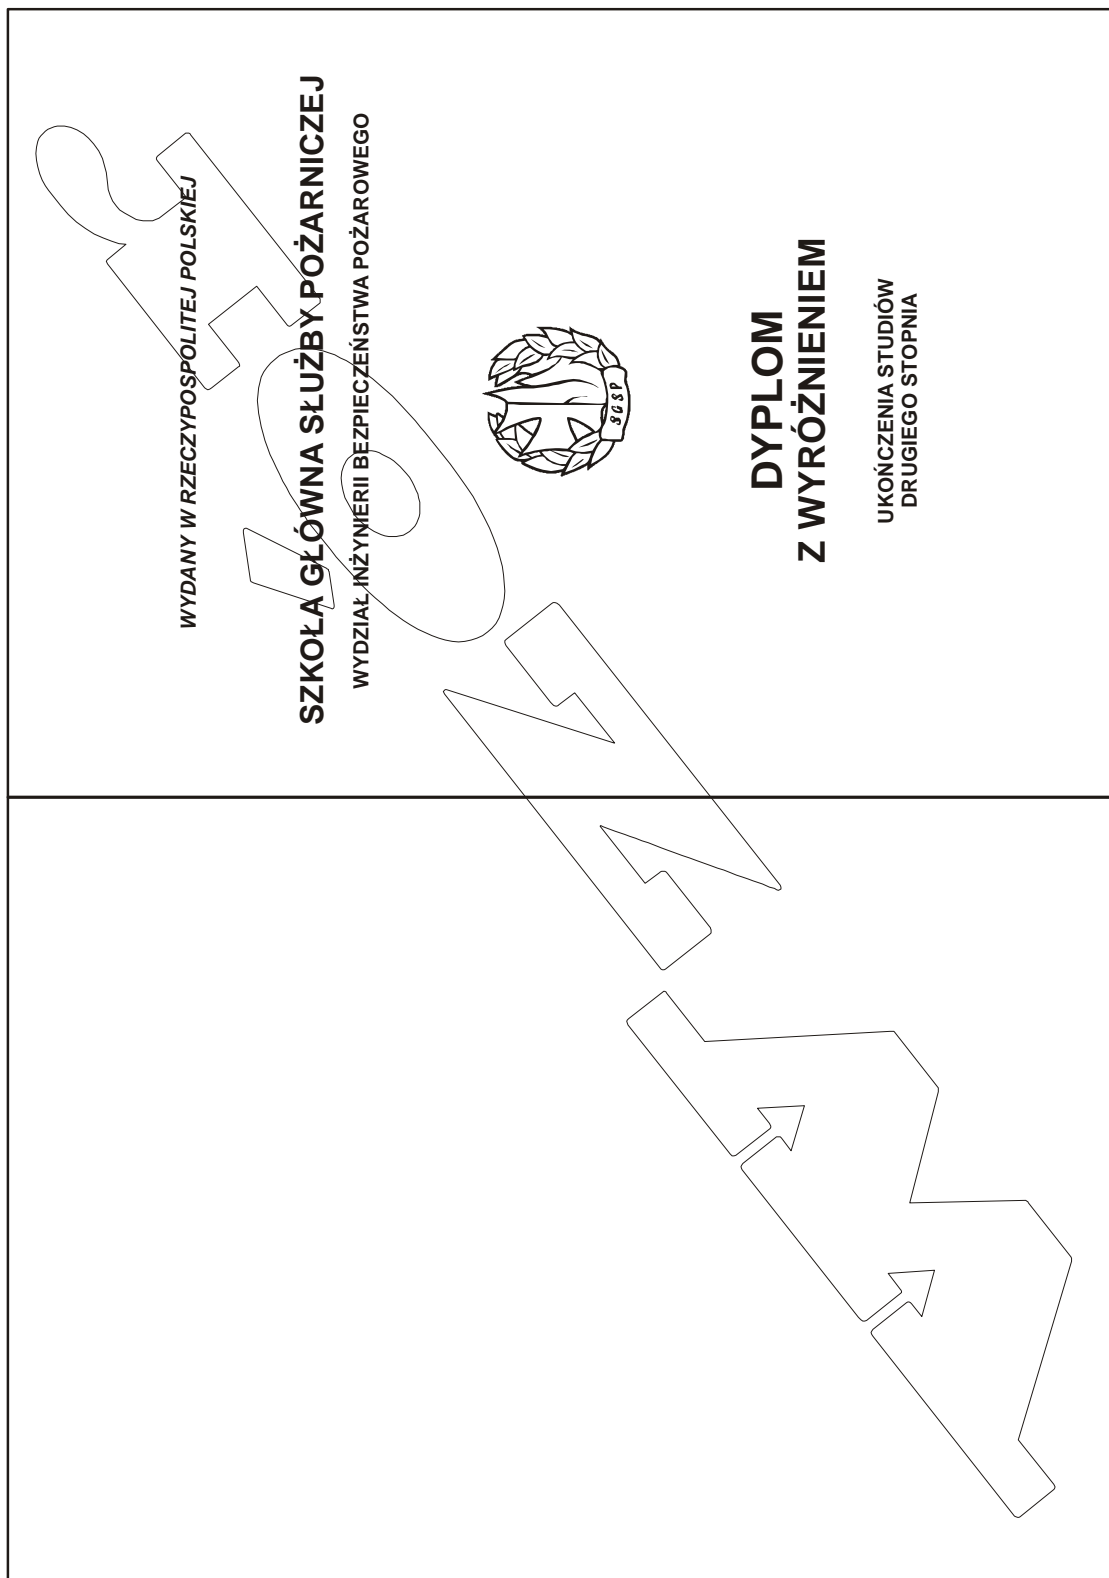 WYDANY W RZECZYPOSPOLITEJ POLSKIEJ
SZKOŁA GŁÓWNA SŁUŻBY POŻARNICZEJ
WYDZIAŁ INŻYNIERII BEZPIECZEŃSTWA POŻAROWEGO
SGSP
DYPLOM
Z WYRÓŻNIENIEM
UKOŃCZENIA STUDIÓW
DRUGIEGO STOPNIA
WZÓR